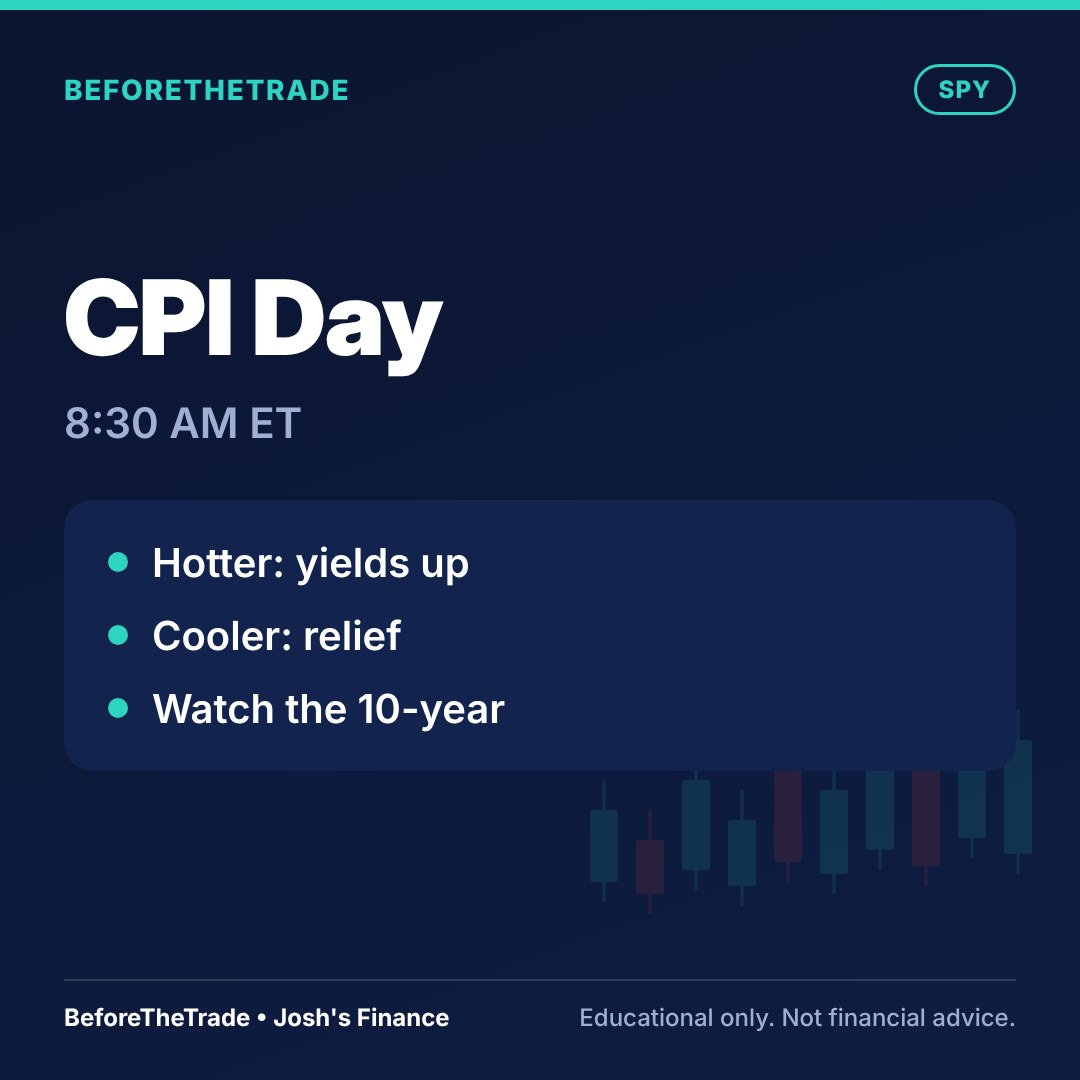 BEFORETHETRADE
SPY
CPI Day
8:30 AM ET
Hotter: yields up
Cooler: relief
Watch the 10-year
BeforeTheTrade • Josh's Finance
Educational only. Not financial advice.